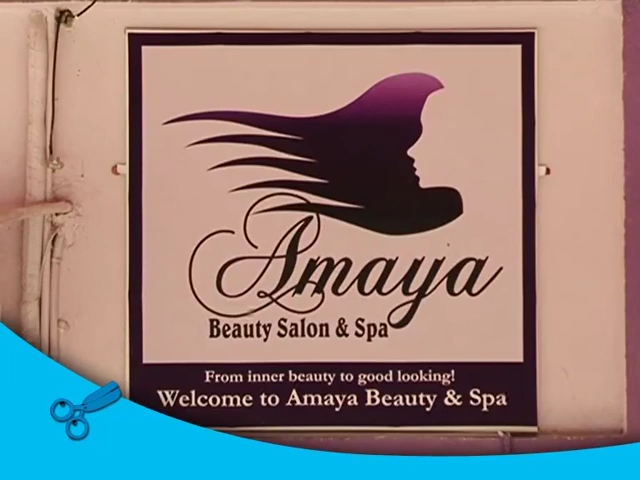 Amaya
Beauty Salon & Spa
From inner beauty to good looking!
Welcome to Amaya Beauty & Spa